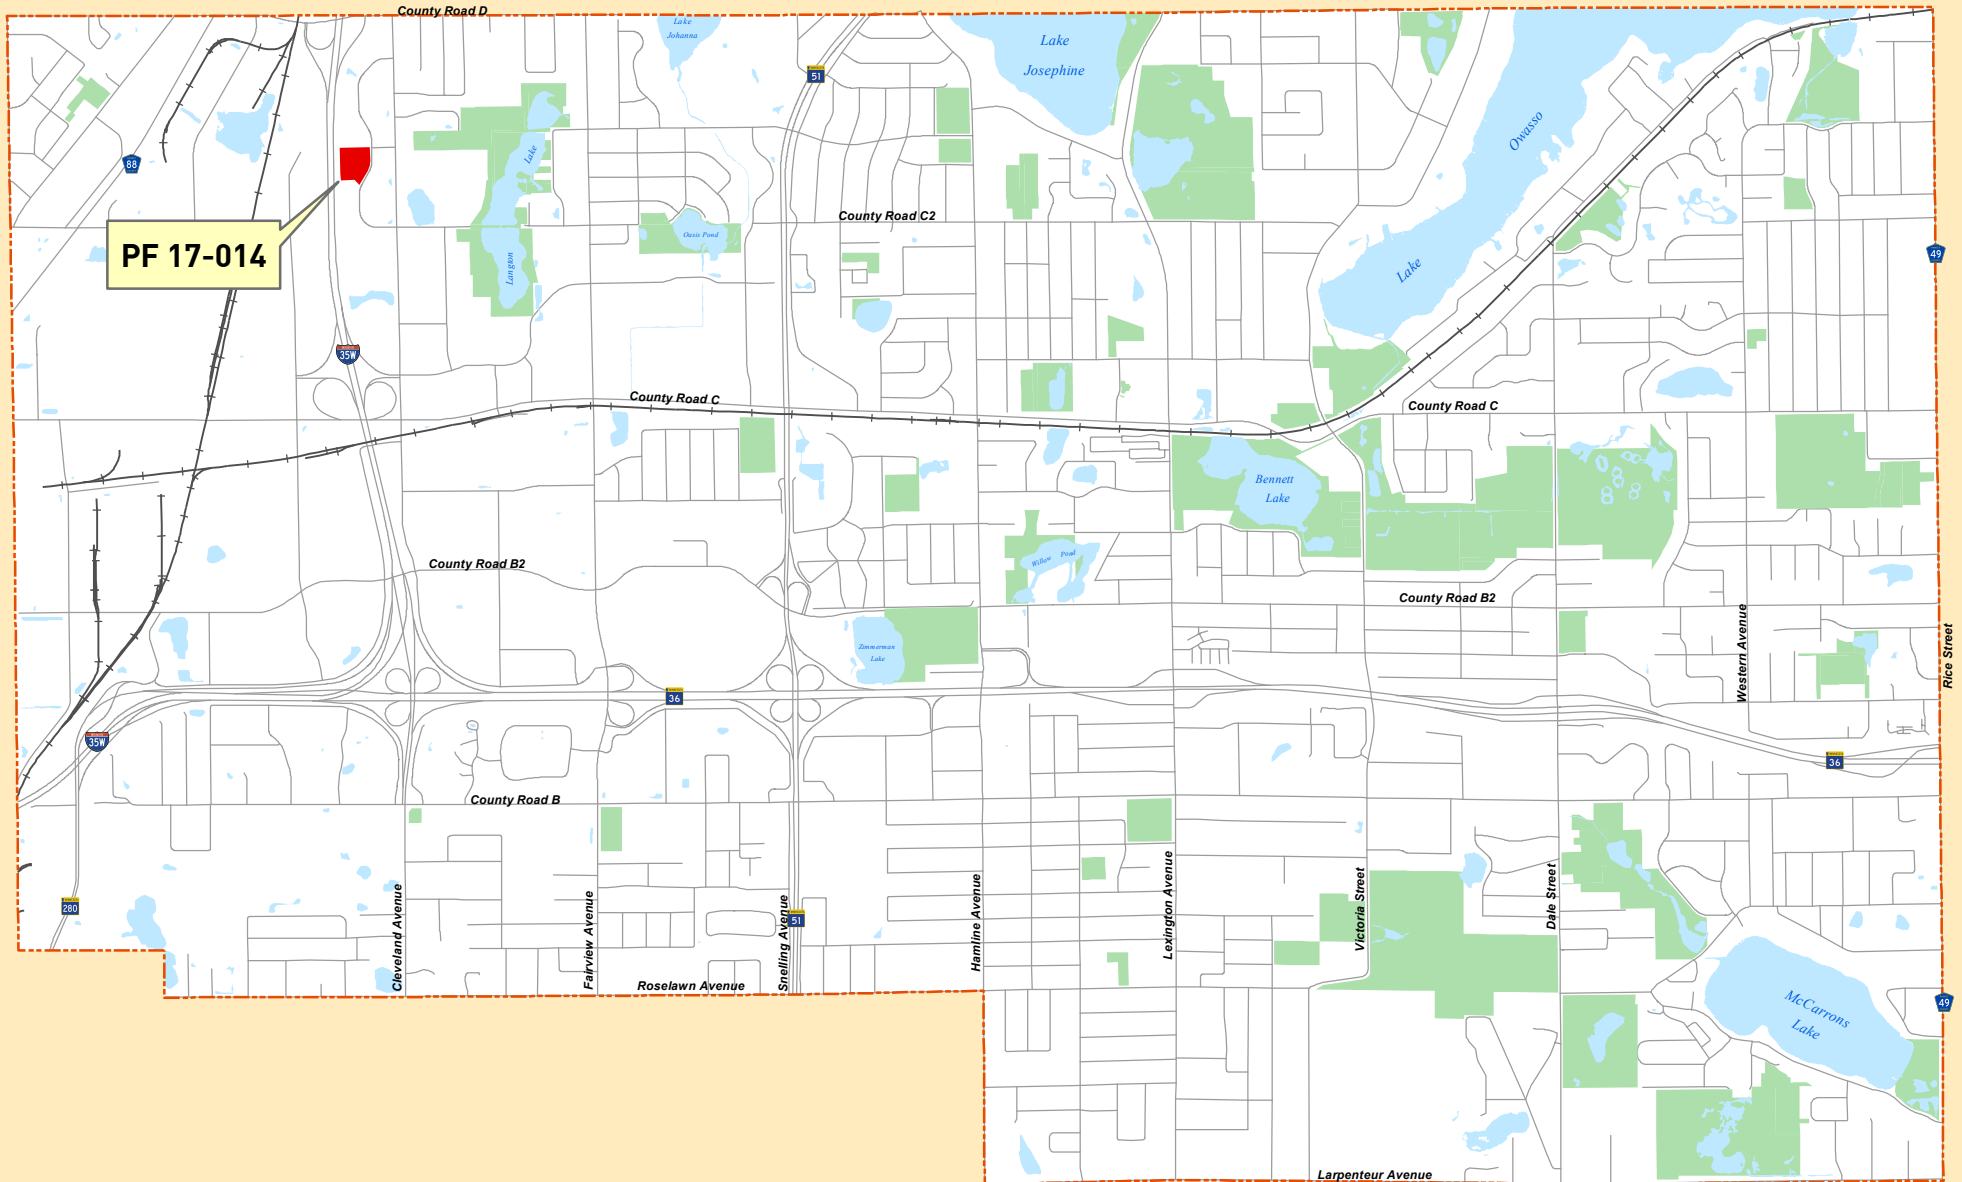 County Road D
Lake
Johanna
Lake
Josephine
51
88
Owasso
Lake
County Road C2
Oasis Pond
49
PF 17-014
Langton
Lake
35W
County Road C
County Road C
Bennett
Lake
Willow Pond
County Road B2
County Road B2
Western Avenue
Rice Street
Zimmerman
Lake
36
35W
36
County Road B
280
Cleveland Avenue
Fairview Avenue
Snelling Avenue
51
Hamline Avenue
Lexington Avenue
Victoria Street
Dale Street
Roselawn Avenue
McCarrons
Lake
49
Larpenteur Avenue